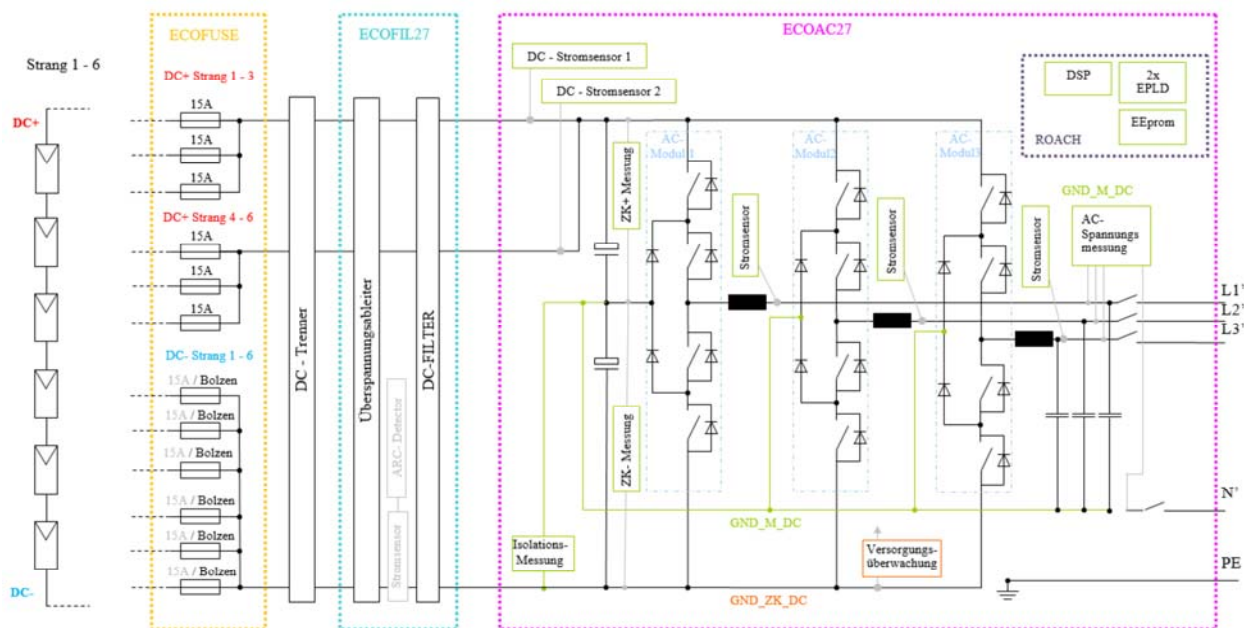 ECOFUSE
ECOFIL27
ECOAC27
Strang 1 - 6
DC+ Strang 1 - 3
DC+
15A
15A
15A
DC+ Strang 4 - 6
15A
15A
15A
DC- Strang 1 - 6
15A / Bolzen
15A / Bolzen
15A / Bolzen
15A / Bolzen
15A / Bolzen
15A / Bolzen
DC-
DC - Trenner
Überspannungsableiter
ARC- Detector
Stromsensor
DC-FILTER
DC - Stromsensor 1
DC - Stromsensor 2
ZK+ Messung
ZK- Messung
Isolations-
Messung
AC-
Modul1
Stromsensor
AC-
Modul2
Stromsensor
AC-
Modul3
Stromsensor
DSP
2x
EPLD
EEprom
ROACH
GND_M_DC
AC-
Spannungs
messung
L1'
L2'
L3'
N'
PE
GND_M_DC
Versorgungs-
überwachung
GND_ZK_DC